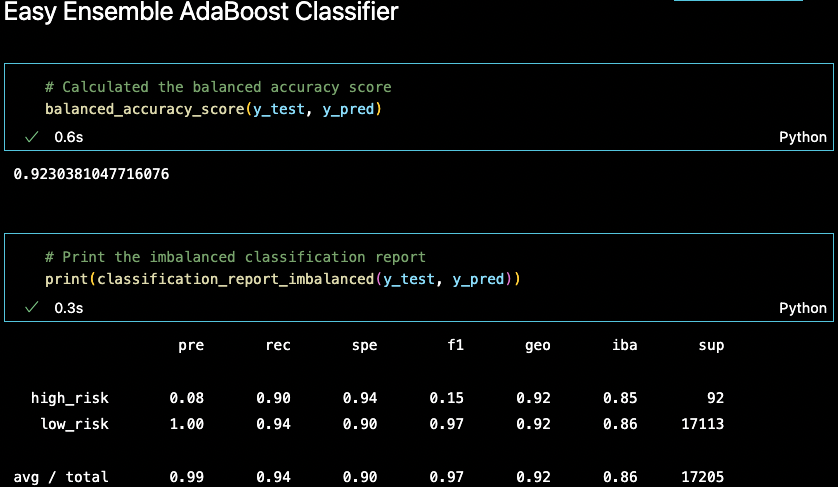 Easy Ensemble AdaBoost Classifier
# Calculated the balanced accuracy score
balanced_accuracy_score(y_test, y_pred)
✓ 0.6s Python
0.9230381047716076
# Print the imbalanced classification report
print(classification_report_imbalanced(y_test, y_pred))
✓ 0.3s Python
pre rec spe f1 geo iba sup
high_risk 0.08 0.90 0.94 0.15 0.92 0.85 92
low_risk 1.00 0.94 0.90 0.97 0.92 0.86 17113
avg / total 0.99 0.94 0.90 0.97 0.92 0.86 17205